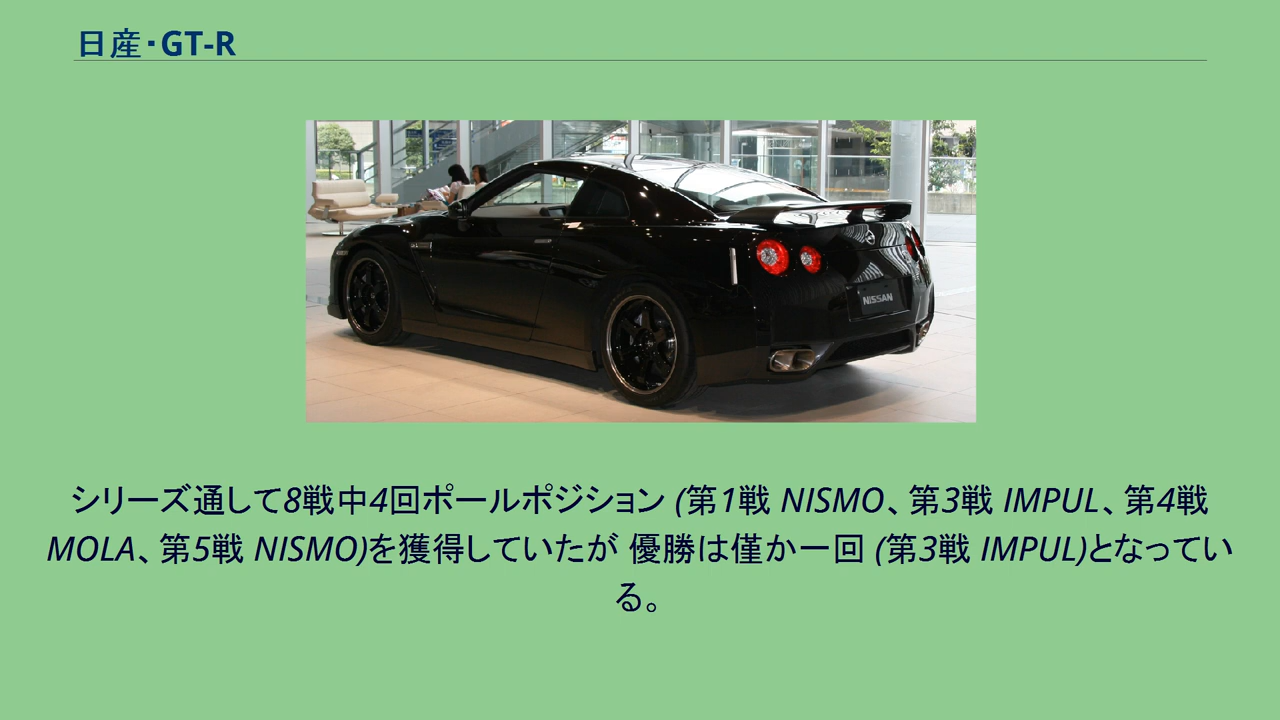 日産・GT-R
NISSAN
シリーズ通して8戦中4回ポールポジション (第1戦 NISMO、第3戦 IMPUL、第4戦
MOLA、第5戦 NISMO)を獲得していたが 優勝は僅か一回 (第3戦 IMPUL)となってい
る。